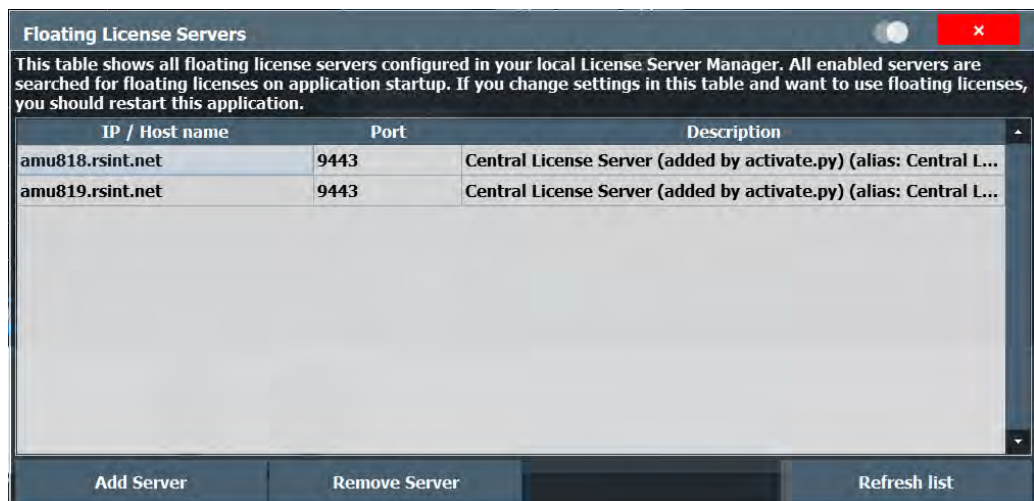 Floating License Servers
This table shows all floating license servers configured in your local License Server Manager. All enabled servers are
searched for floating licenses on application startup. If you change settings in this table and want to use floating licenses,
you should restart this application.
IP / Host name Port Description
amu818.rsint.net 9443 Central License Server (added by activate.py) (alias: Central L...
amu819.rsint.net 9443 Central License Server (added by activate.py) (alias: Central L...
Add Server Remove Server Refresh list